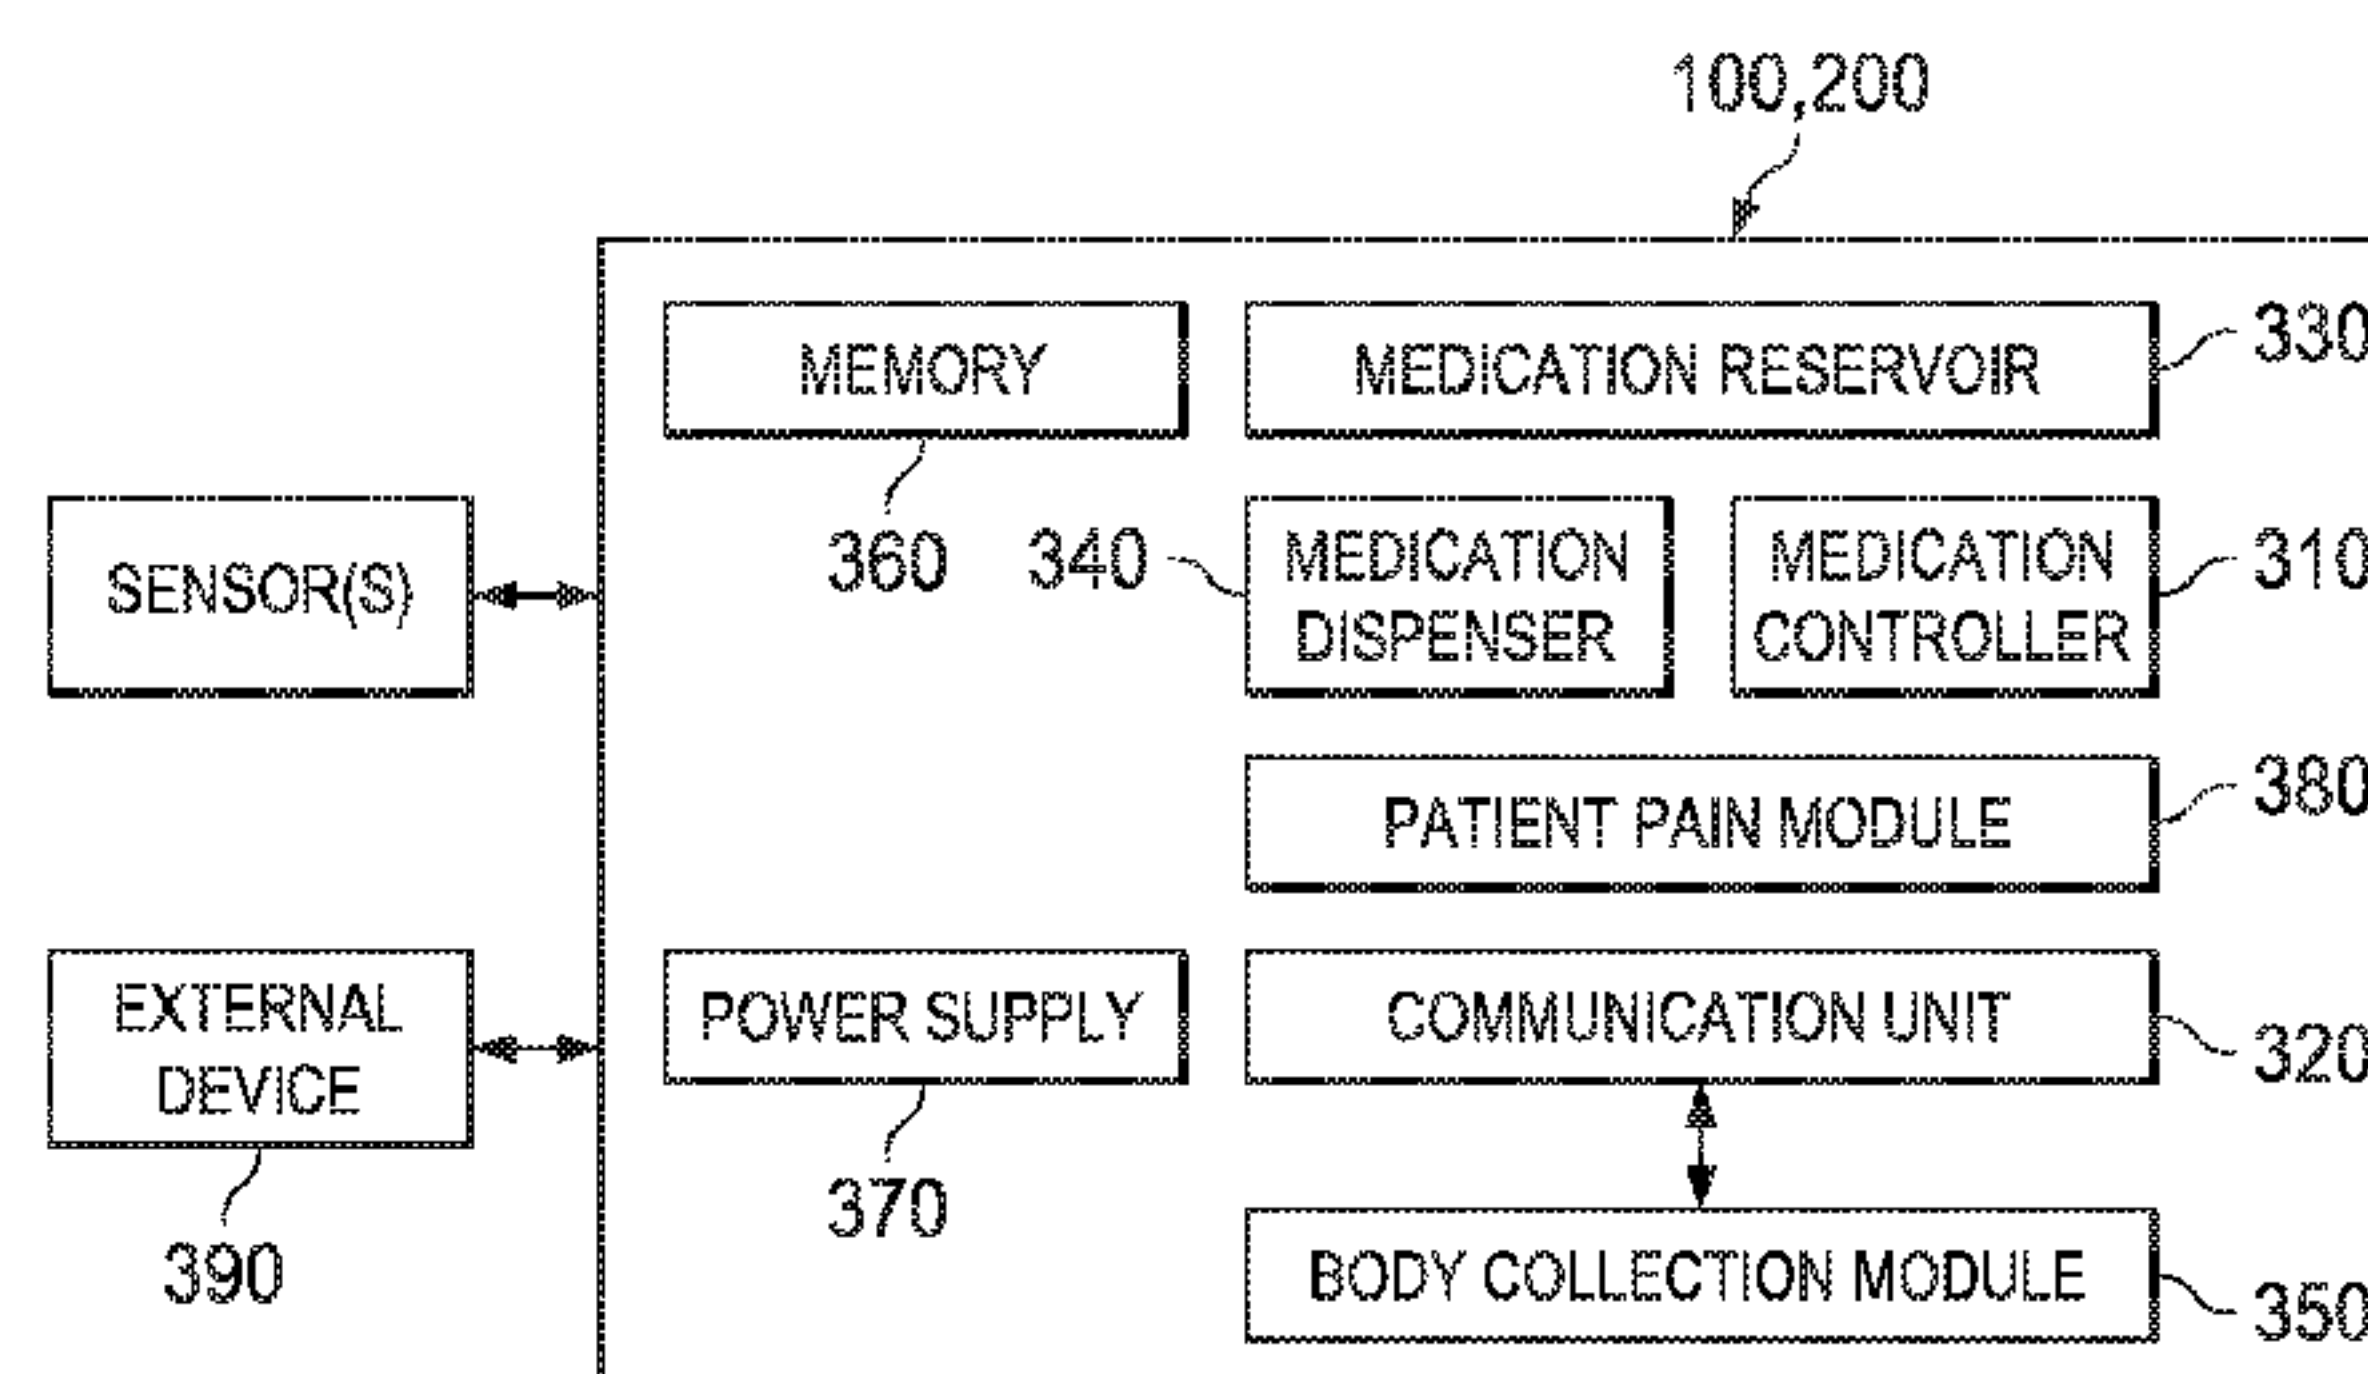 100,200
MEMORY
MEDICATION RESERVOIR
330
360
SENSOR(S)
340
MEDICATION
DISPENSER
MEDICATION
CONTROLLER
310
PATIENT PAIN MODULE
380
EXTERNAL
DEVICE
390
POWER SUPPLY
370
COMMUNICATION UNIT
320
BODY COLLECTION MODULE
350